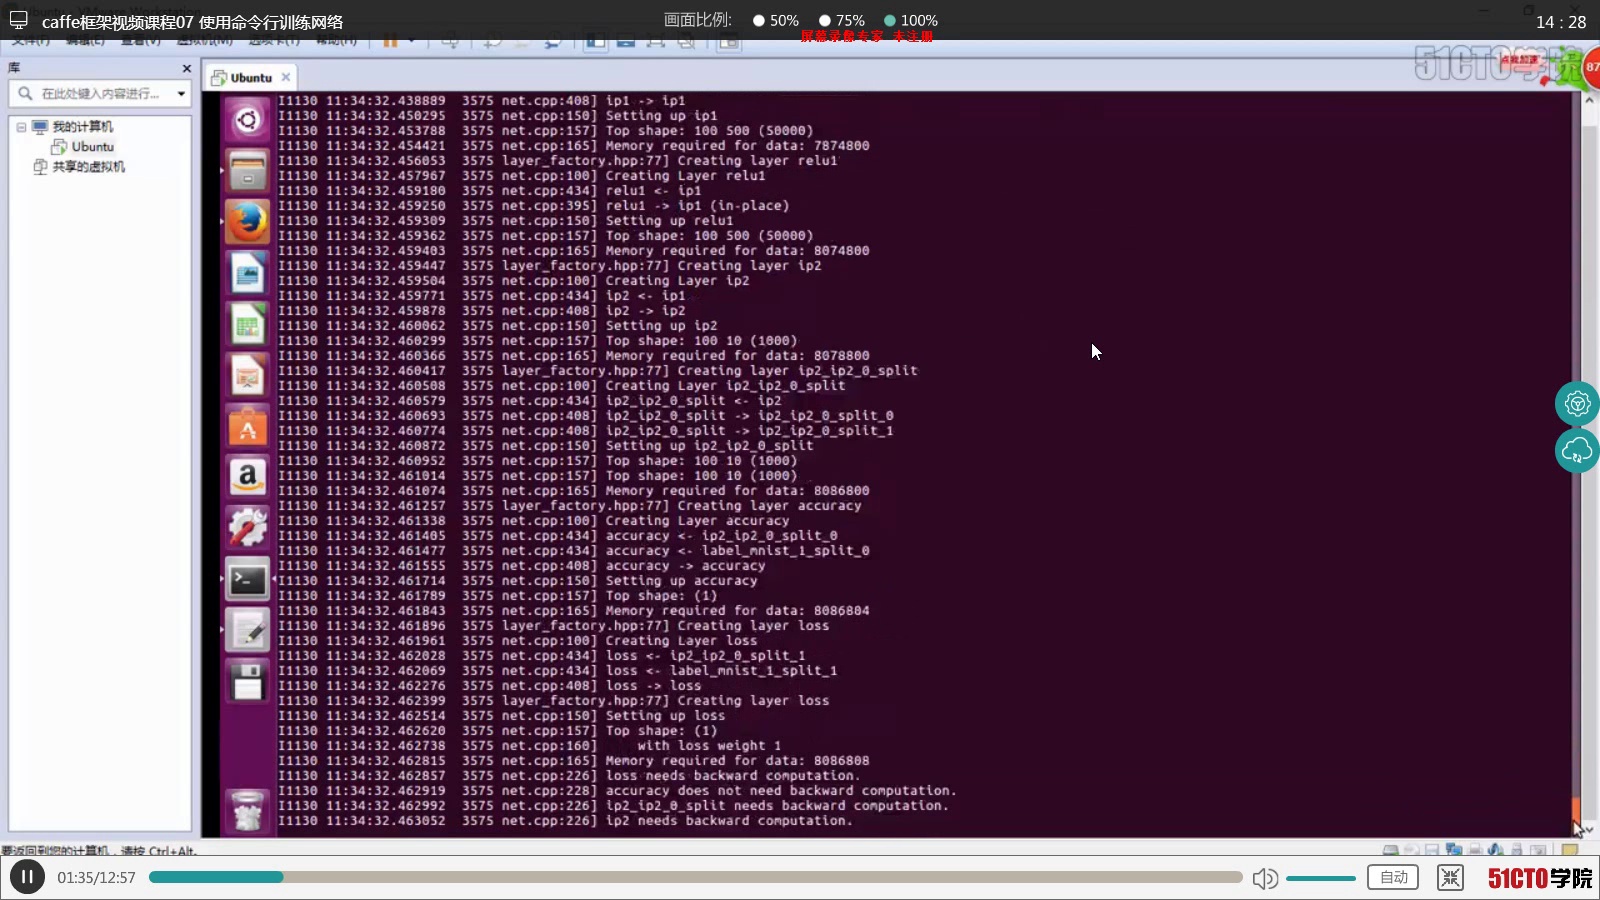 caffe框架视频课程07 使用命令行训练网络
画面比例: 50% 75% 100%
14 : 28
文件(F) 编辑(E) 查看(V) 虚拟机(M) 选项卡(T) 帮助(H)
屏幕录像专家 未注册
51CTO学院
87
库
Ubuntu
在此处键入内容进行...
我的计算机
Ubuntu
共享的虚拟机
I1130 11:34:32.438889 3575 net.cpp:408] ip1 -> ip1
I1130 11:34:32.450295 3575 net.cpp:150] Setting up ip1
I1130 11:34:32.453788 3575 net.cpp:157] Top shape: 100 500 (50000)
I1130 11:34:32.454421 3575 net.cpp:165] Memory required for data: 7874800
I1130 11:34:32.456053 3575 layer_factory.hpp:77] Creating layer relu1
I1130 11:34:32.457967 3575 net.cpp:100] Creating Layer relu1
I1130 11:34:32.459180 3575 net.cpp:434] relu1 <- ip1
I1130 11:34:32.459250 3575 net.cpp:395] relu1 -> ip1 (in-place)
I1130 11:34:32.459309 3575 net.cpp:150] Setting up relu1
I1130 11:34:32.459362 3575 net.cpp:157] Top shape: 100 500 (50000)
I1130 11:34:32.459403 3575 net.cpp:165] Memory required for data: 8074800
I1130 11:34:32.459447 3575 layer_factory.hpp:77] Creating layer ip2
I1130 11:34:32.459504 3575 net.cpp:100] Creating Layer ip2
I1130 11:34:32.459771 3575 net.cpp:434] ip2 <- ip1
I1130 11:34:32.459878 3575 net.cpp:408] ip2 -> ip2
I1130 11:34:32.460062 3575 net.cpp:150] Setting up ip2
I1130 11:34:32.460299 3575 net.cpp:157] Top shape: 100 10 (1000)
I1130 11:34:32.460366 3575 net.cpp:165] Memory required for data: 8078800
I1130 11:34:32.460417 3575 layer_factory.hpp:77] Creating layer ip2_ip2_0_split
I1130 11:34:32.460508 3575 net.cpp:100] Creating Layer ip2_ip2_0_split
I1130 11:34:32.460579 3575 net.cpp:434] ip2_ip2_0_split <- ip2
I1130 11:34:32.460693 3575 net.cpp:408] ip2_ip2_0_split -> ip2_ip2_0_split_0
I1130 11:34:32.460774 3575 net.cpp:408] ip2_ip2_0_split -> ip2_ip2_0_split_1
I1130 11:34:32.460872 3575 net.cpp:150] Setting up ip2_ip2_0_split
I1130 11:34:32.460952 3575 net.cpp:157] Top shape: 100 10 (1000)
I1130 11:34:32.461014 3575 net.cpp:157] Top shape: 100 10 (1000)
I1130 11:34:32.461074 3575 net.cpp:165] Memory required for data: 8086800
I1130 11:34:32.461257 3575 layer_factory.hpp:77] Creating layer accuracy
I1130 11:34:32.461338 3575 net.cpp:100] Creating Layer accuracy
I1130 11:34:32.461405 3575 net.cpp:434] accuracy <- ip2_ip2_0_split_0
I1130 11:34:32.461477 3575 net.cpp:434] accuracy <- label_mnist_1_split_0
I1130 11:34:32.461555 3575 net.cpp:408] accuracy -> accuracy
I1130 11:34:32.461714 3575 net.cpp:150] Setting up accuracy
I1130 11:34:32.461789 3575 net.cpp:157] Top shape: (1)
I1130 11:34:32.461843 3575 net.cpp:165] Memory required for data: 8086804
I1130 11:34:32.461896 3575 layer_factory.hpp:77] Creating layer loss
I1130 11:34:32.461961 3575 net.cpp:100] Creating Layer loss
I1130 11:34:32.462028 3575 net.cpp:434] loss <- ip2_ip2_0_split_1
I1130 11:34:32.462069 3575 net.cpp:434] loss <- label_mnist_1_split_1
I1130 11:34:32.462276 3575 net.cpp:408] loss -> loss
I1130 11:34:32.462399 3575 layer_factory.hpp:77] Creating layer loss
I1130 11:34:32.462514 3575 net.cpp:150] Setting up loss
I1130 11:34:32.462620 3575 net.cpp:157] Top shape: (1)
I1130 11:34:32.462738 3575 net.cpp:160] with loss weight 1
I1130 11:34:32.462815 3575 net.cpp:165] Memory required for data: 8086808
I1130 11:34:32.462857 3575 net.cpp:226] loss needs backward computation.
I1130 11:34:32.462919 3575 net.cpp:228] accuracy does not need backward computation.
I1130 11:34:32.462992 3575 net.cpp:226] ip2_ip2_0_split needs backward computation.
I1130 11:34:32.463052 3575 net.cpp:226] ip2 needs backward computation.
要返回到您的计算机，请按 Ctrl+Alt。
01:35/12:57
自动
51CTO学院